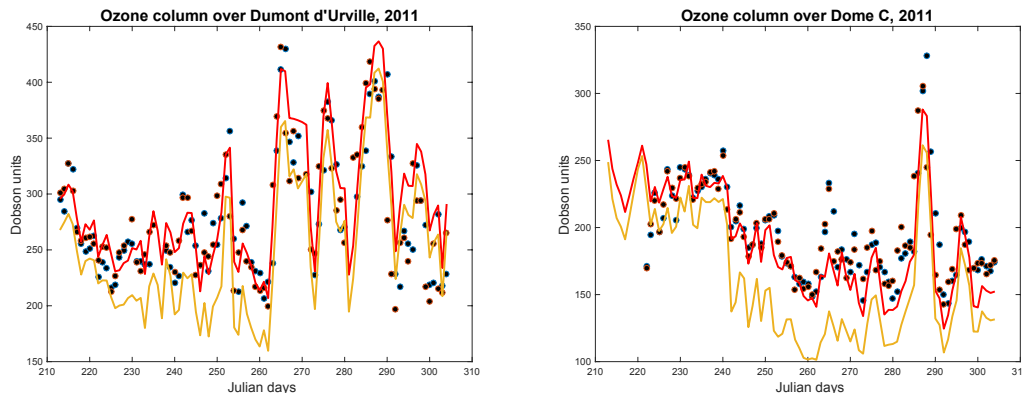 Ozone column over Dumont d'Urville, 2011
450
400
350
300
250
200
150
Dobson units
210 220 230 240 250 260 270 280 290 300 310
Julian days
Ozone column over Dome C, 2011
350
300
250
200
150
100
Dobson units
210 220 230 240 250 260 270 280 290 300 310
Julian days